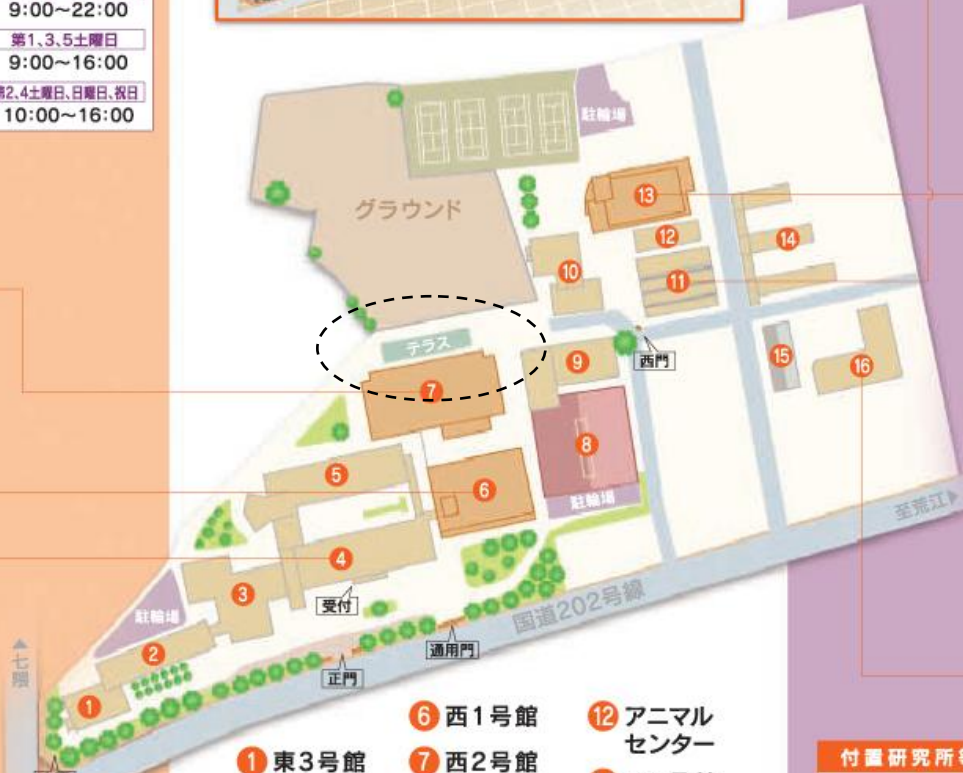 9:00~22:00
第1、3、5土曜日
9:00~16:00
第2、4土曜日、日曜日、祝日
10:00~16:00
駐輪場
グラウンド
13
12
14
10
11
テラス
西門
9
15
16
7
8
5
6
駐輪場
至荒江▶
4
3
受付
国道202号線
駐輪場
2
通用門
▲七隈
正門
1
6 西1号館
12 アニマル
センター
1 東3号館
7 西2号館
付置研究所等